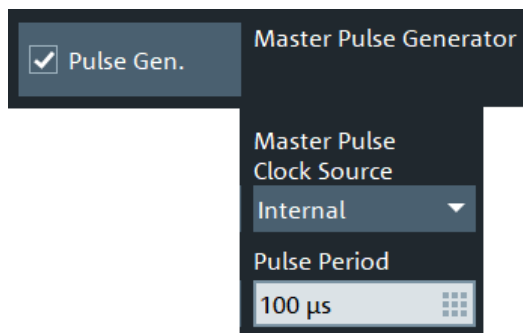 Pulse Gen.
Master Pulse Generator
Master Pulse
Clock Source
Internal
Pulse Period
100 µs